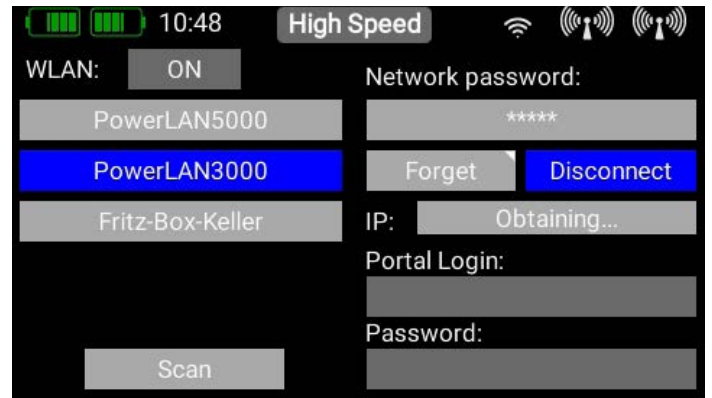 10:48 High Speed
WLAN: ON
PowerLAN5000
PowerLAN3000
Fritz-Box-Keller
Scan
Network password:
*****
Forget Disconnect
IP: Obtaining...
Portal Login:
Password: